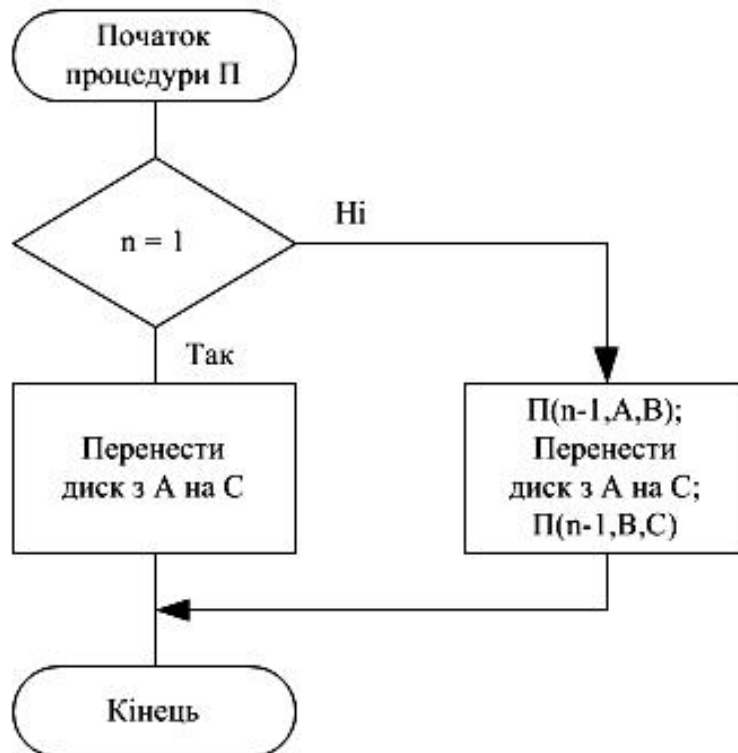 Початок
процедури П
n = 1
Ні
Так
Перенести
диск з А на С
П(n-1,A,B);
Перенести
диск з А на С;
П(n-1,B,C)
Кінець